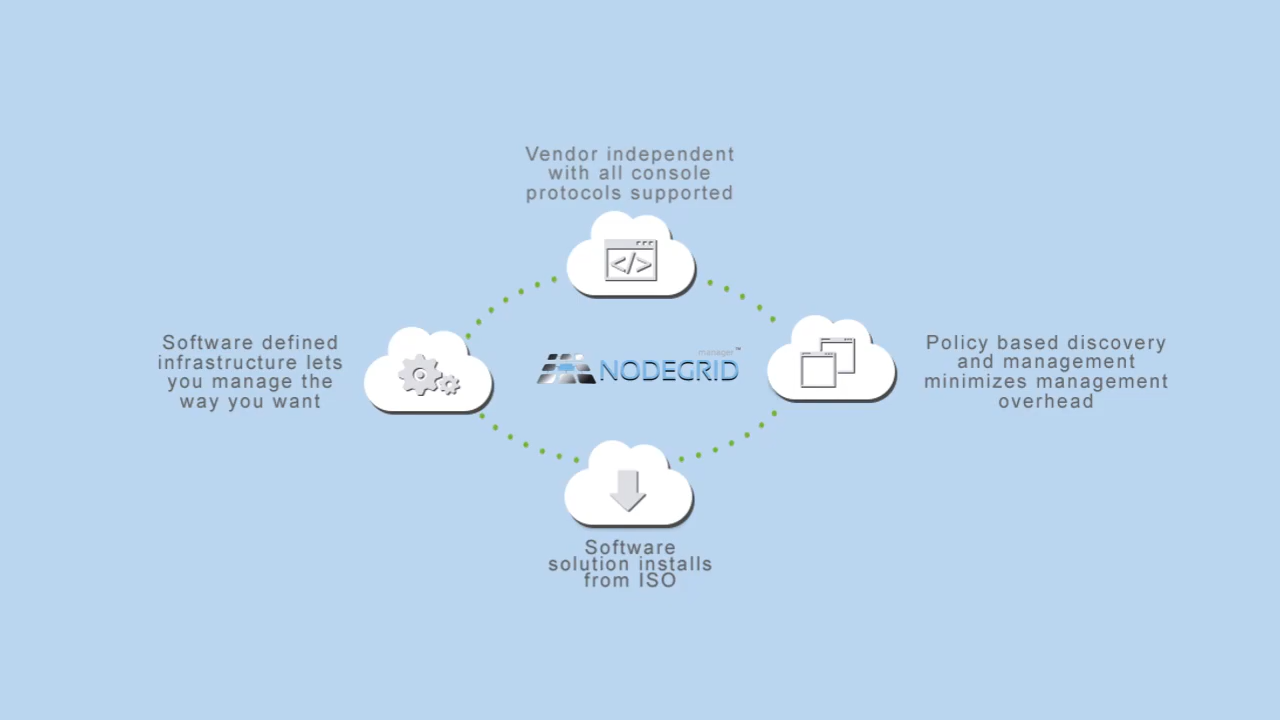 Vendor independent
with all console
protocols supported
</>
Software defined
infrastructure lets
you manage the
way you want
manager™
NODEGRID
Policy based discovery
and management
minimizes management
overhead
Software
solution installs
from ISO